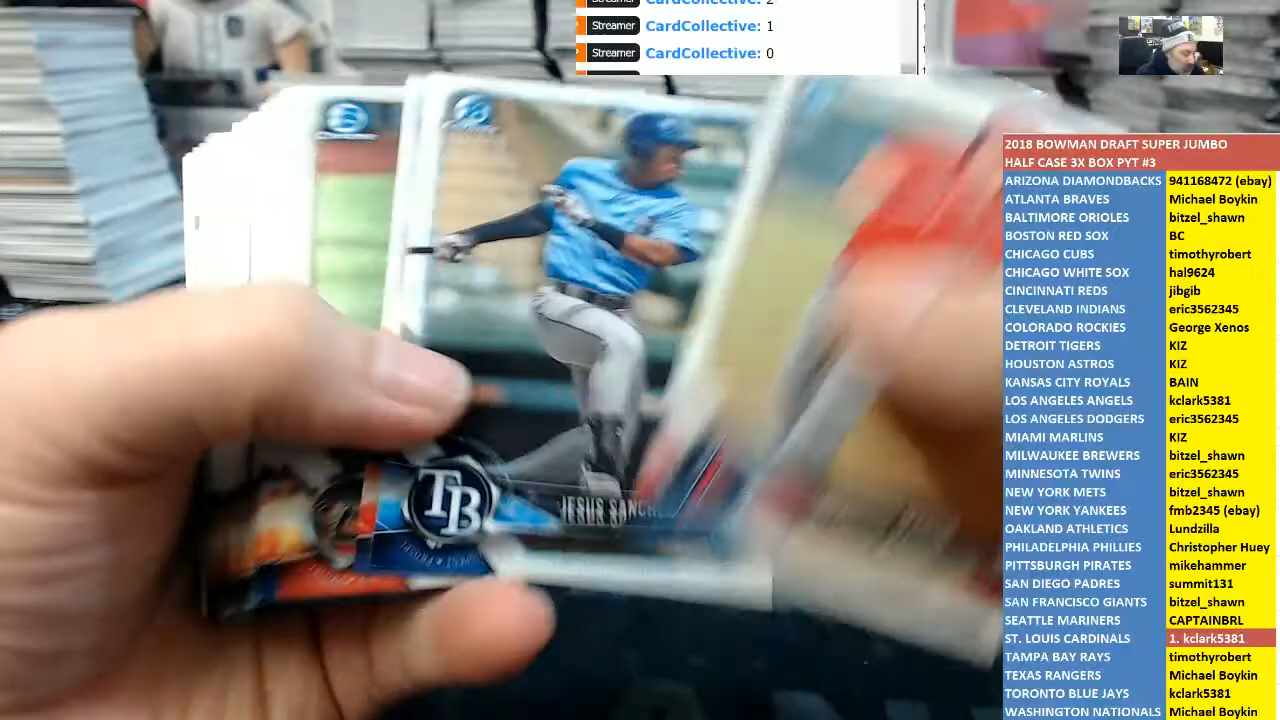 Streamer CardCollective: 2
Streamer CardCollective: 1
Streamer CardCollective: 0
2018 BOWMAN DRAFT SUPER JUMBO
HALF CASE 3X BOX PYT #3
ARIZONA DIAMONDBACKS 941168472 (ebay)
ATLANTA BRAVES Michael Boykin
BALTIMORE ORIOLES bitzel_shawn
BOSTON RED SOX BC
CHICAGO CUBS timothyrobert
CHICAGO WHITE SOX hal9624
CINCINNATI REDS jibgib
CLEVELAND INDIANS eric3562345
COLORADO ROCKIES George Xenos
DETROIT TIGERS KIZ
HOUSTON ASTROS KIZ
KANSAS CITY ROYALS BAIN
LOS ANGELES ANGELS kclark5381
LOS ANGELES DODGERS eric3562345
MIAMI MARLINS KIZ
MILWAUKEE BREWERS bitzel_shawn
MINNESOTA TWINS eric3562345
NEW YORK METS bitzel_shawn
NEW YORK YANKEES fmb2345 (ebay)
OAKLAND ATHLETICS Lundzilla
PHILADELPHIA PHILLIES Christopher Huey
PITTSBURGH PIRATES mikehammer
SAN DIEGO PADRES summit131
SAN FRANCISCO GIANTS bitzel_shawn
SEATTLE MARINERS CAPTAINBRL
ST. LOUIS CARDINALS 1. kclark5381
TAMPA BAY RAYS timothyrobert
TEXAS RANGERS Michael Boykin
TORONTO BLUE JAYS kclark5381
WASHINGTON NATIONALS Michael Boykin
TB
JESUS